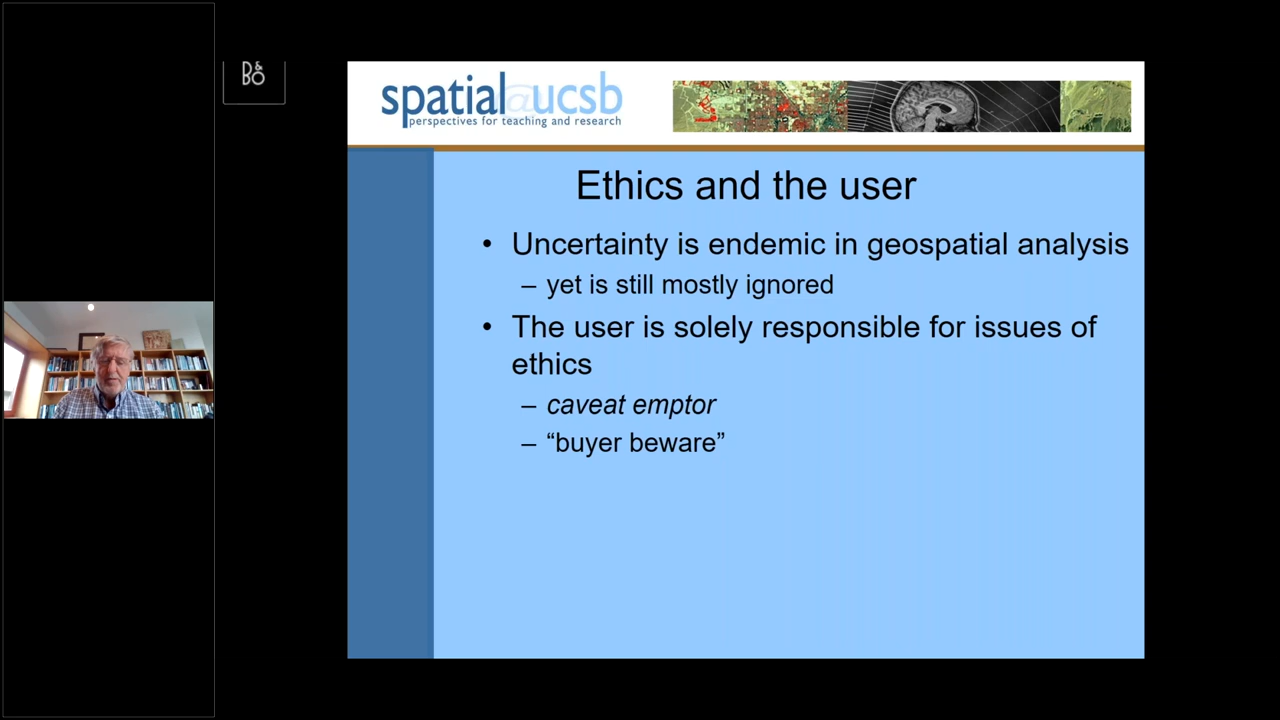 B&
BO
spatial@ucsb
perspectives for teaching and research
Ethics and the user
• Uncertainty is endemic in geospatial analysis
– yet is still mostly ignored
• The user is solely responsible for issues of
ethics
– caveat emptor
– “buyer beware”